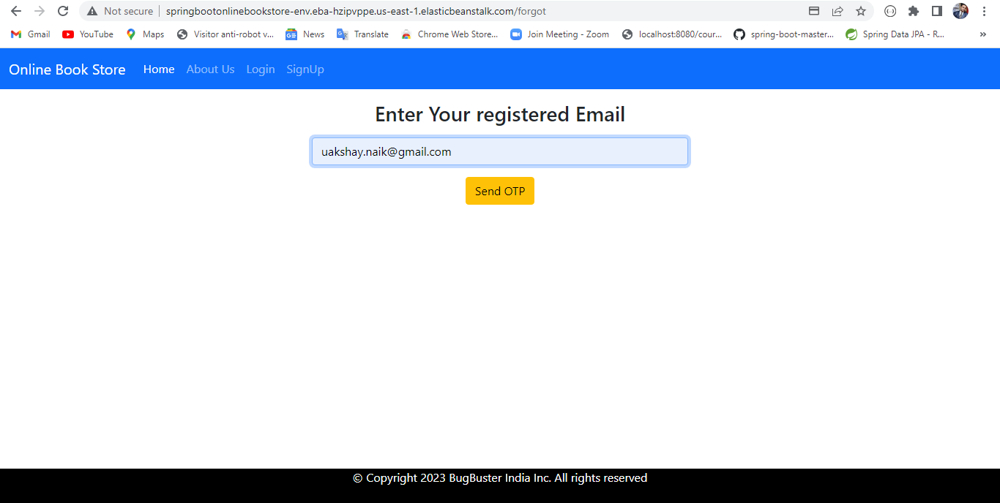 Not secure | springbootonlinebookstore-env.eba-hzipvppe.us-east-1.elasticbeanstalk.com/forgot
Gmail YouTube Maps Visitor anti-robot v... News Translate Chrome Web Store... Join Meeting - Zoom localhost:8080/cour... spring-boot-master... Spring Data JPA - R... »
Online Book Store Home About Us Login SignUp
Enter Your registered Email
uakshay.naik@gmail.com
Send OTP
© Copyright 2023 BugBuster India Inc. All rights reserved